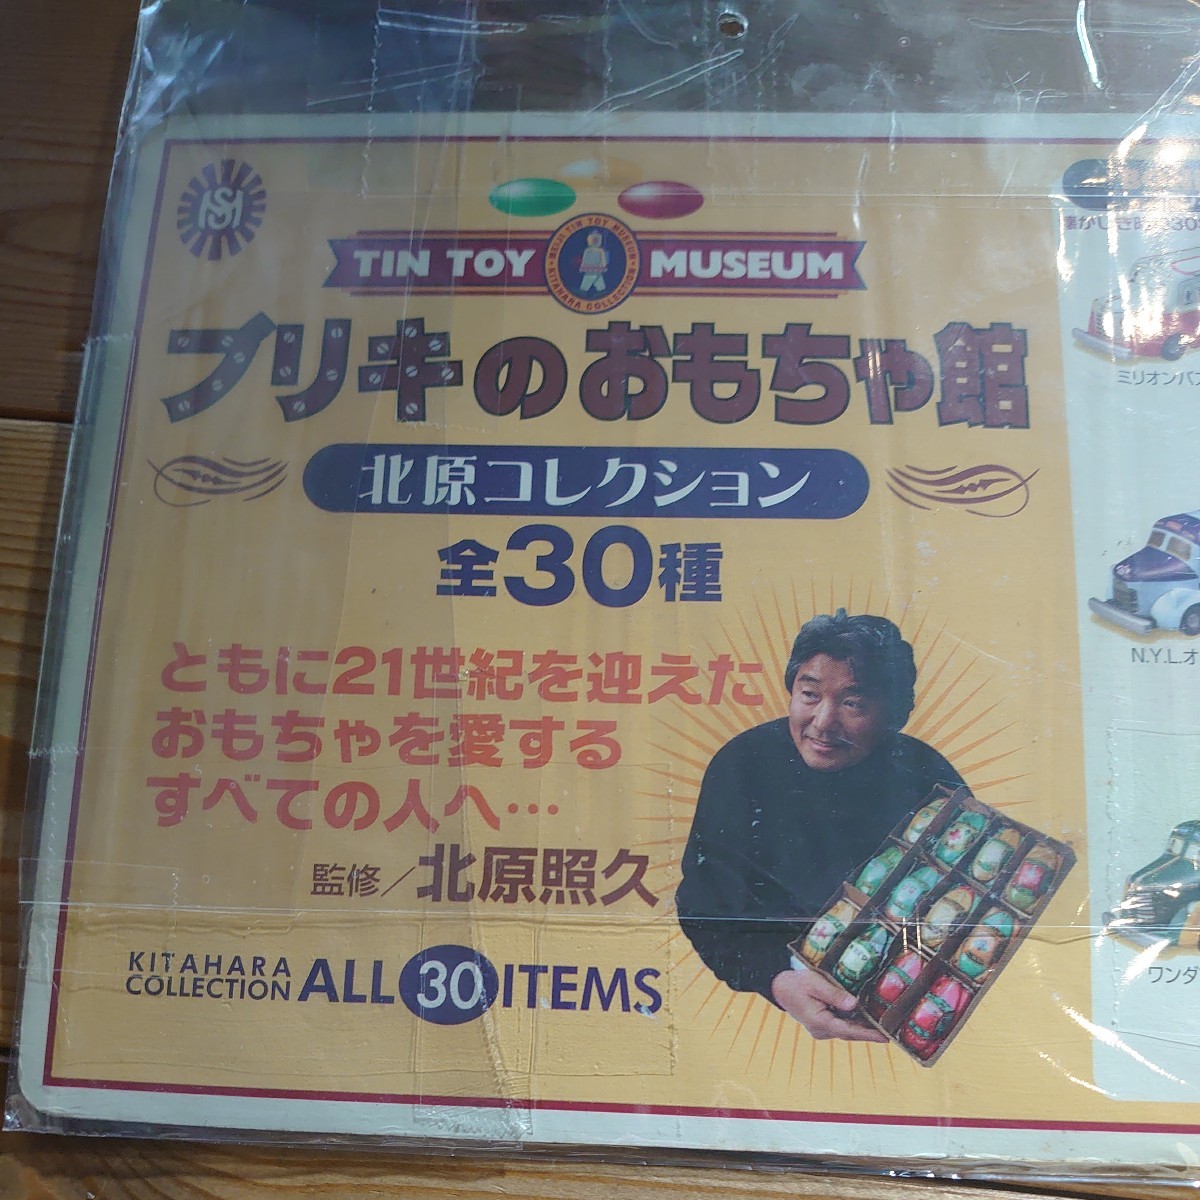 TIN TOY MUSEUM
KITAHARA COLLECTION
ブリキのおもちゃ館
北原コレクション
全30種
ともに21世紀を迎えた
おもちゃを愛する
すべての人へ…
監修／北原照久
KITAHARA
COLLECTION ALL 30 ITEMS
ミリオンバス
N.Y.L.オ
ワンダ